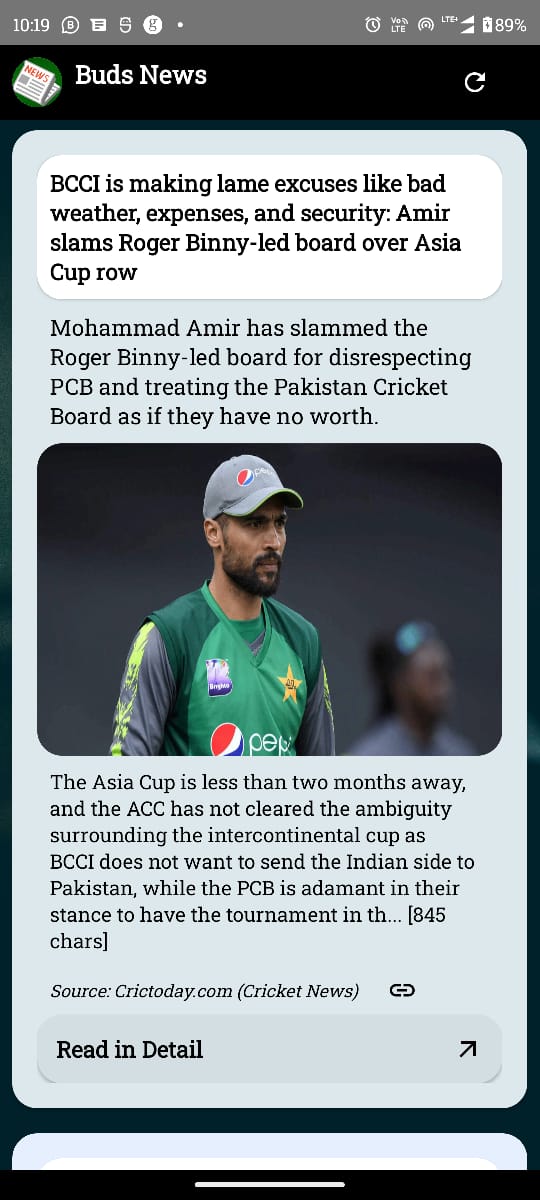 10:19
Vo))
LTE
LTE+
89%
NEWS
Buds News
BCCI is making lame excuses like bad
weather, expenses, and security: Amir
slams Roger Binny-led board over Asia
Cup row
Mohammad Amir has slammed the
Roger Binny-led board for disrespecting
PCB and treating the Pakistan Cricket
Board as if they have no worth.
pepsi
Brighto
pepsi
The Asia Cup is less than two months away,
and the ACC has not cleared the ambiguity
surrounding the intercontinental cup as
BCCI does not want to send the Indian side to
Pakistan, while the PCB is adamant in their
stance to have the tournament in th... [845
chars]
Source: Crictoday.com (Cricket News)
Read in Detail